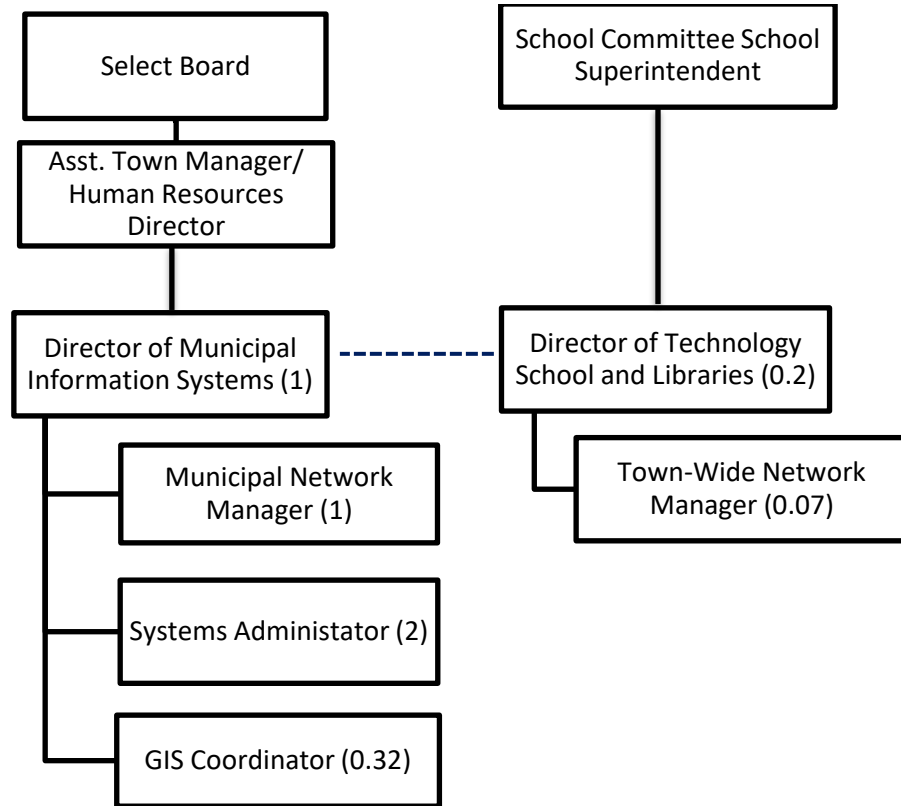 Select Board
Asst. Town Manager/
Human Resources
Director
Director of Municipal
Information Systems (1)
Municipal Network
Manager (1)
Systems Administator (2)
GIS Coordinator (0.32)
School Committee School
Superintendent
Director of Technology
School and Libraries (0.2)
Town-Wide Network
Manager (0.07)